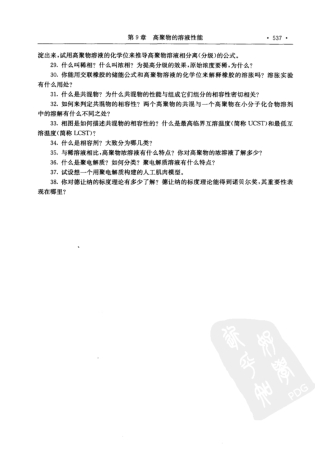 第 9 章　高聚物的溶液性能　· 537 ·
淀出来,试用高聚物溶液的化学位来推导高聚物溶液相分离(分级)的公式。
29. 什么叫稀相? 什么叫浓相? 为提高分级的效果,原始浓度要稀,为什么?
30. 你能用交联橡胶的储能公式和高聚物溶液的化学位来解释橡胶的溶胀吗? 溶胀实验
有什么用处?
31. 什么是共混物? 为什么共混物的性能与组成它们组分的相容性密切相关?
32. 如何来判定共混物的相容性? 两个高聚物的共混与一个高聚物在小分子化合物溶剂
中的溶解有什么不同之处?
33. 相图是如何描述共混物的相容性的? 什么是最高临界互溶温度(简称 UCST)和最低互
溶温度(简称 LCST)?
34. 什么是相容剂? 大致分为哪几类?
35. 与稀溶液相比,高聚物浓溶液有什么特点? 你对高聚物的浓溶液了解多少?
36. 什么是聚电解质? 如何分类? 聚电解质溶液有什么特点?
37. 试设想一个用聚电解质构建的人工肌肉模型。
38. 你对德让纳的标度理论有多少了解? 德让纳的标度理论能得到诺贝尔奖,其重要性表
现在哪里?
PDG